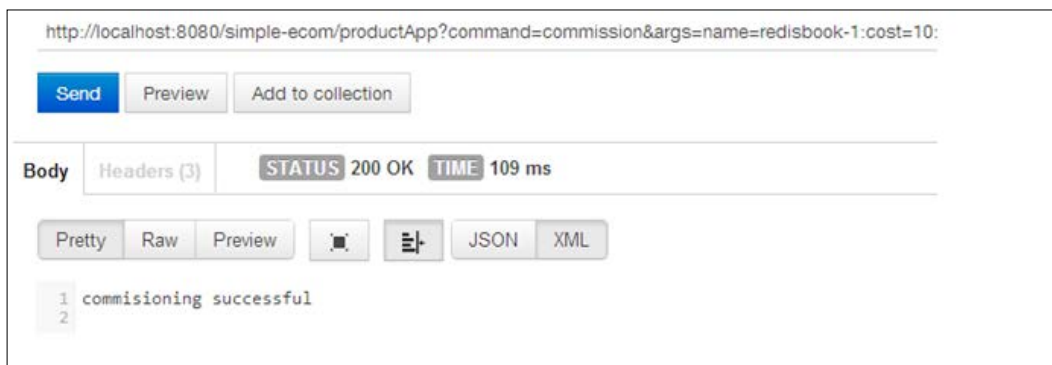 http://localhost:8080/simple-ecom/productApp?command=commission&args=name=redisbook-1:cost=10:
Send Preview Add to collection
Body Headers (3) STATUS 200 OK TIME 109 ms
Pretty Raw Preview JSON XML
1 commisioning successful
2